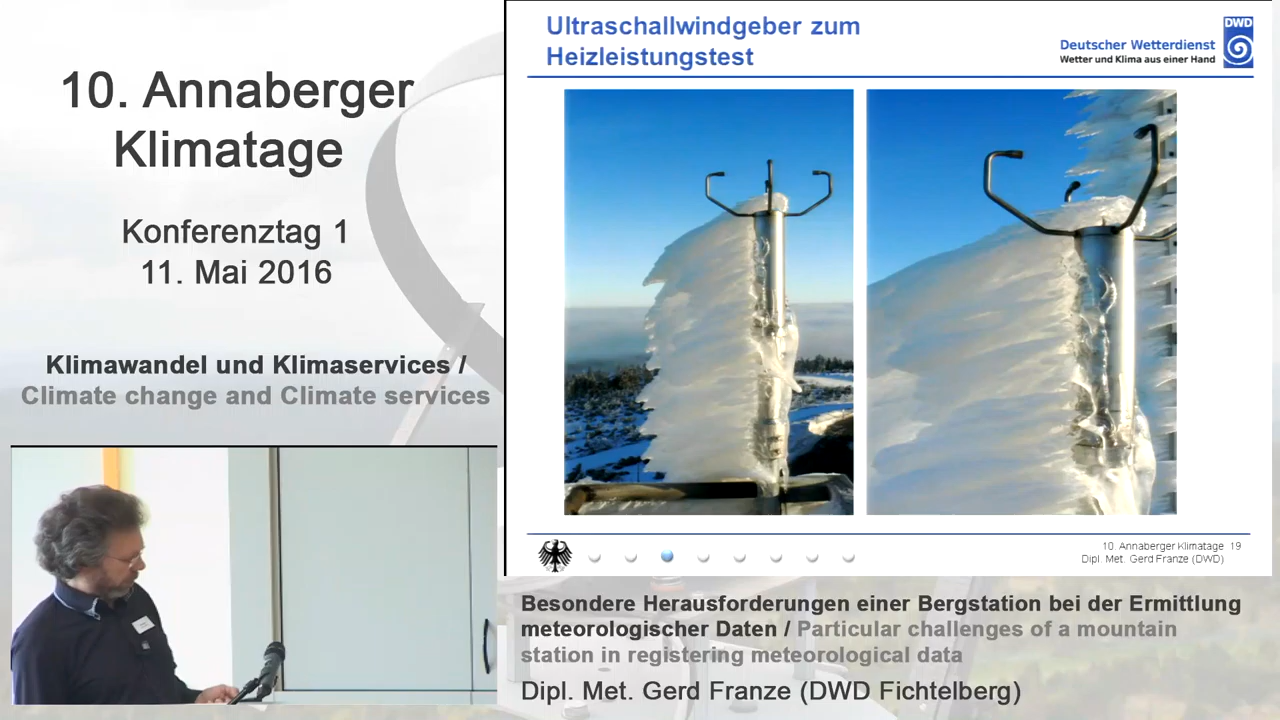 10. Annaberger
Klimatage
Konferenztag 1
11. Mai 2016
Klimawandel und Klimaservices /
Climate change and Climate services
Ultraschallwindgeber zum
Heizleistungstest
DWD
Deutscher Wetterdienst
Wetter und Klima aus einer Hand
10. Annaberger Klimatage 19
Dipl. Met. Gerd Franze (DWD)
Besondere Herausforderungen einer Bergstation bei der Ermittlung
meteorologischer Daten / Particular challenges of a mountain
station in registering meteorological data
Dipl. Met. Gerd Franze (DWD Fichtelberg)